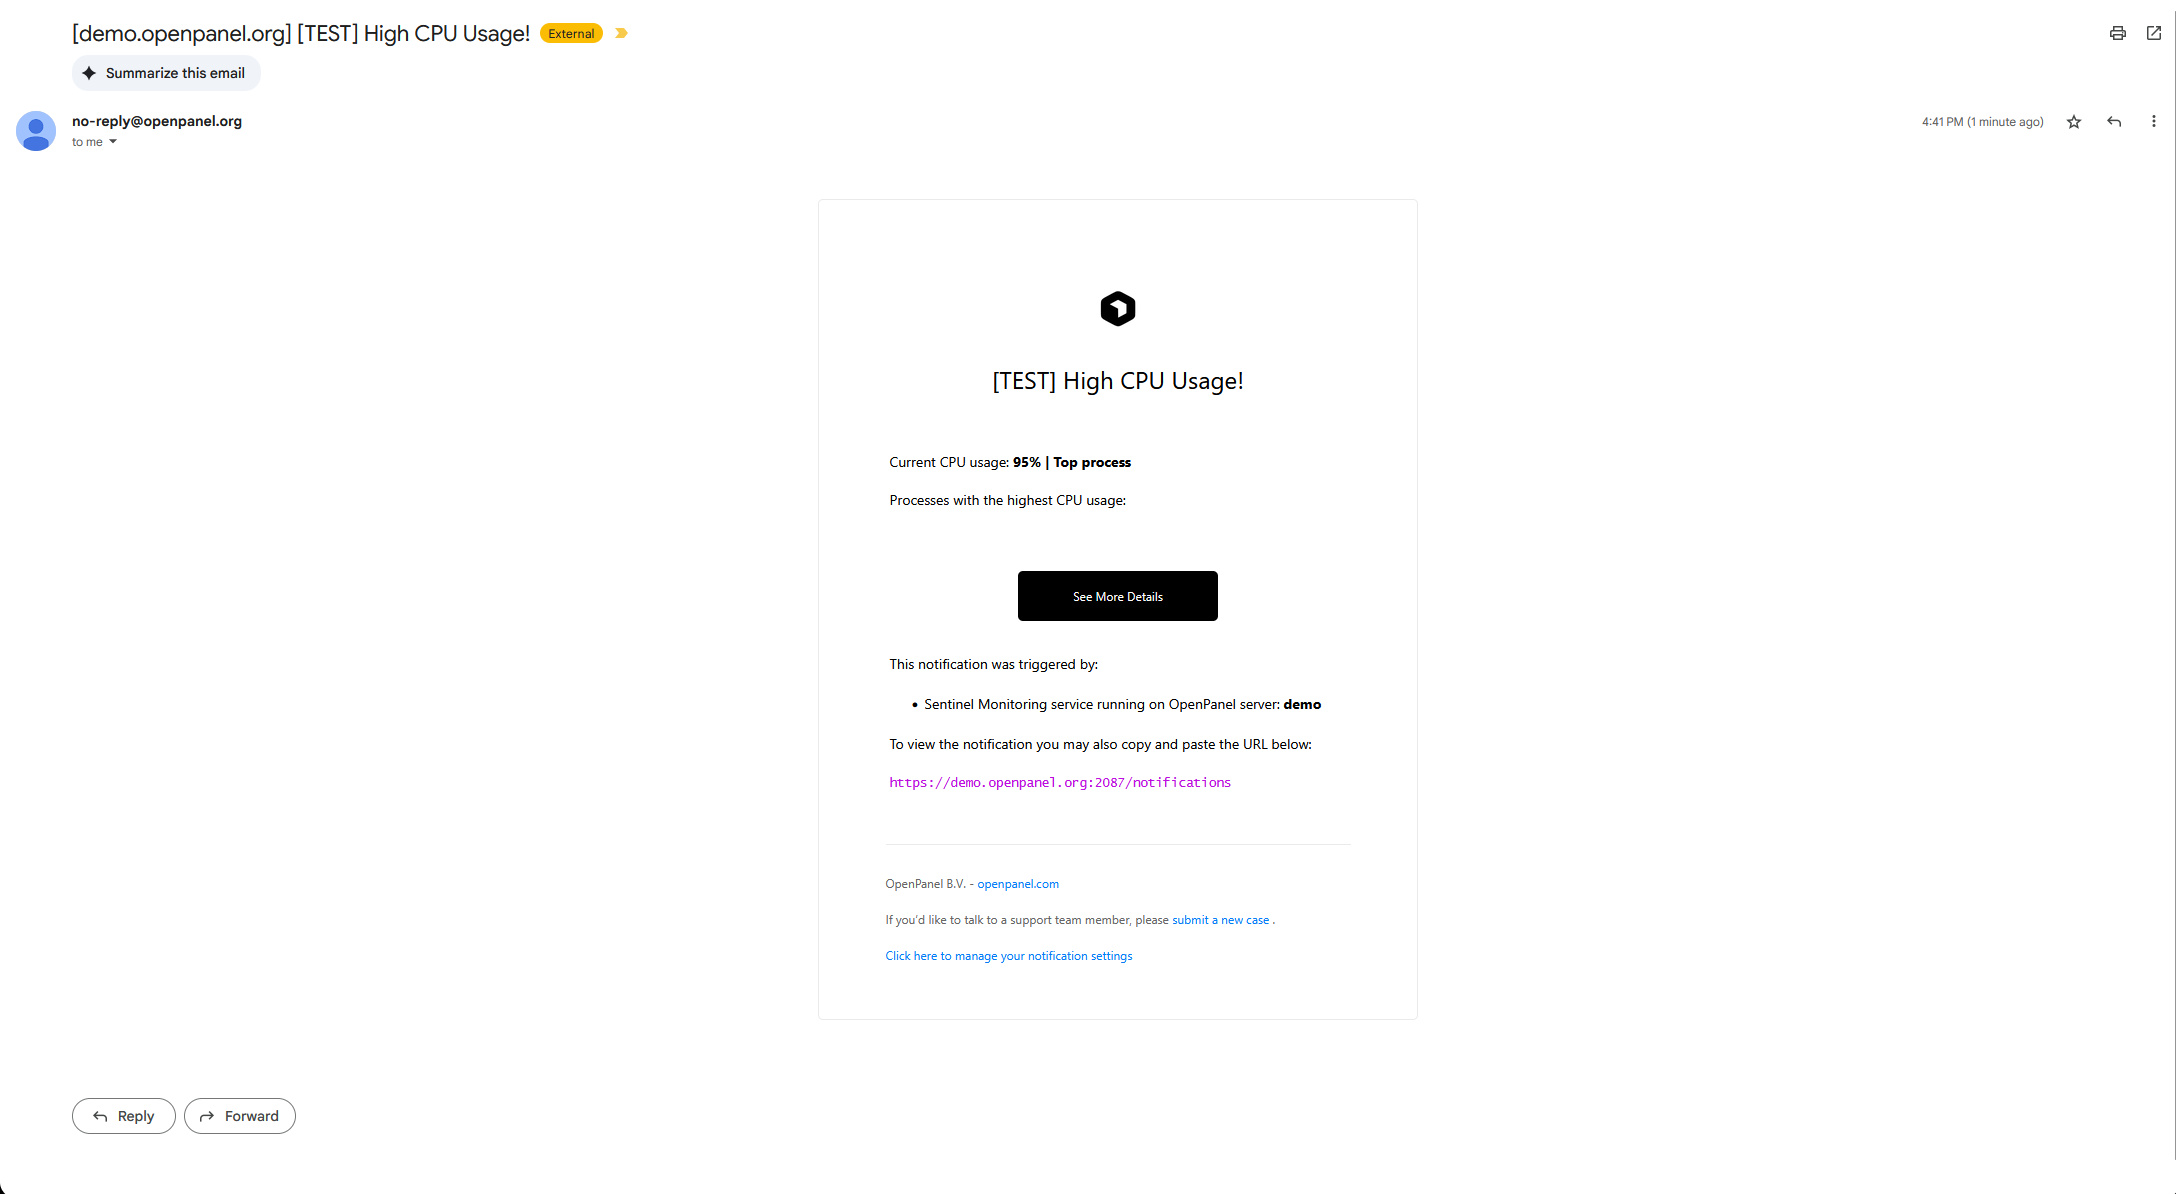 [demo.openpanel.org] [TEST] High CPU Usage! External
Summarize this email
no-reply@openpanel.org
4:41 PM (1 minute ago)
to me
[TEST] High CPU Usage!
Current CPU usage: 95% | Top process
Processes with the highest CPU usage:
See More Details
This notification was triggered by:
• Sentinel Monitoring service running on OpenPanel server: demo
To view the notification you may also copy and paste the URL below:
https://demo.openpanel.org:2087/notifications
OpenPanel B.V. - openpanel.com
If you'd like to talk to a support team member, please submit a new case .
Click here to manage your notification settings
Reply
Forward